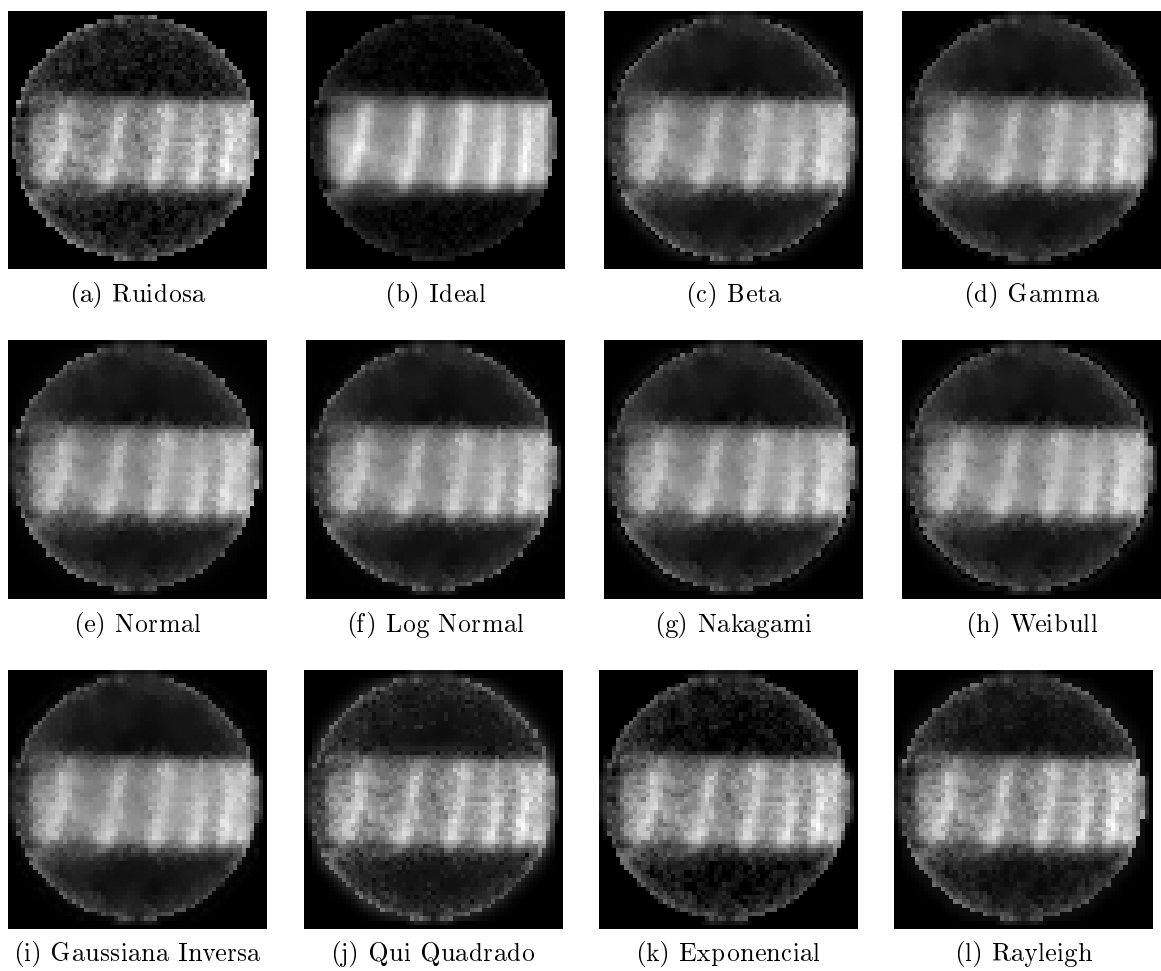 (a) Ruidosa
(b) Ideal
(c) Beta
(d) Gamma
(e) Normal
(f) Log Normal
(g) Nakagami
(h) Weibull
(i) Gaussiana Inversa
(j) Qui Quadrado
(k) Exponencial
(l) Rayleigh